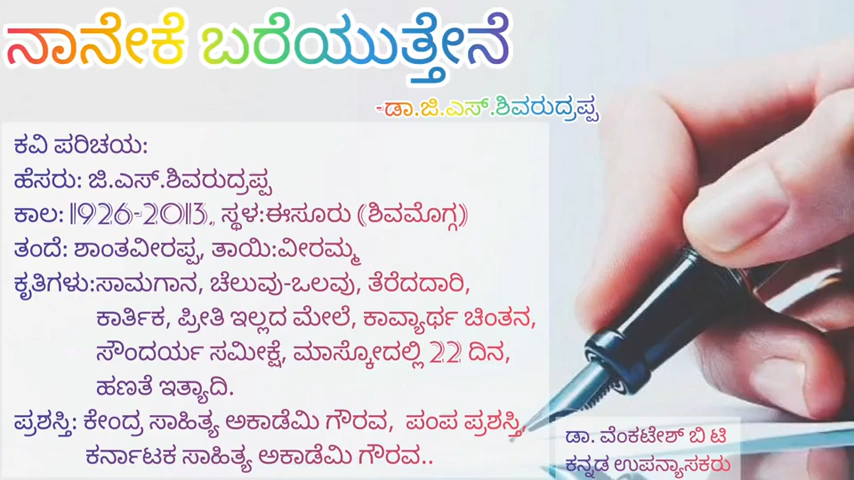 ನಾನೇಕೆ ಬರೆಯುತ್ತೇನೆ
-ಡಾ.ಜಿ.ಎಸ್.ಶಿವರುದ್ರಪ್ಪ
ಕವಿ ಪರಿಚಯ:
ಹೆಸರು: ಜಿ.ಎಸ್.ಶಿವರುದ್ರಪ್ಪ
ಕಾಲ: 1926-2013, ಸ್ಥಳ:ಈಸೂರು (ಶಿವಮೊಗ್ಗ)
ತಂದೆ: ಶಾಂತವೀರಪ್ಪ, ತಾಯಿ:ವೀರಮ್ಮ
ಕೃತಿಗಳು:ಸಾಮಗಾನ, ಚೆಲುವು-ಒಲವು, ತೆರೆದದಾರಿ,
ಕಾರ್ತಿಕ, ಪ್ರೀತಿ ಇಲ್ಲದ ಮೇಲೆ, ಕಾವ್ಯಾರ್ಥ ಚಿಂತನ,
ಸೌಂದರ್ಯ ಸಮೀಕ್ಷೆ, ಮಾಸ್ಕೋದಲ್ಲಿ 22 ದಿನ,
ಹಣತೆ ಇತ್ಯಾದಿ.
ಪ್ರಶಸ್ತಿ: ಕೇಂದ್ರ ಸಾಹಿತ್ಯ ಅಕಾಡೆಮಿ ಗೌರವ, ಪಂಪ ಪ್ರಶಸ್ತಿ,
ಕರ್ನಾಟಕ ಸಾಹಿತ್ಯ ಅಕಾಡೆಮಿ ಗೌರವ..
ಡಾ. ವೆಂಕಟೇಶ್ ಬಿ ಟಿ
ಕನ್ನಡ ಉಪನ್ಯಾಸಕರು